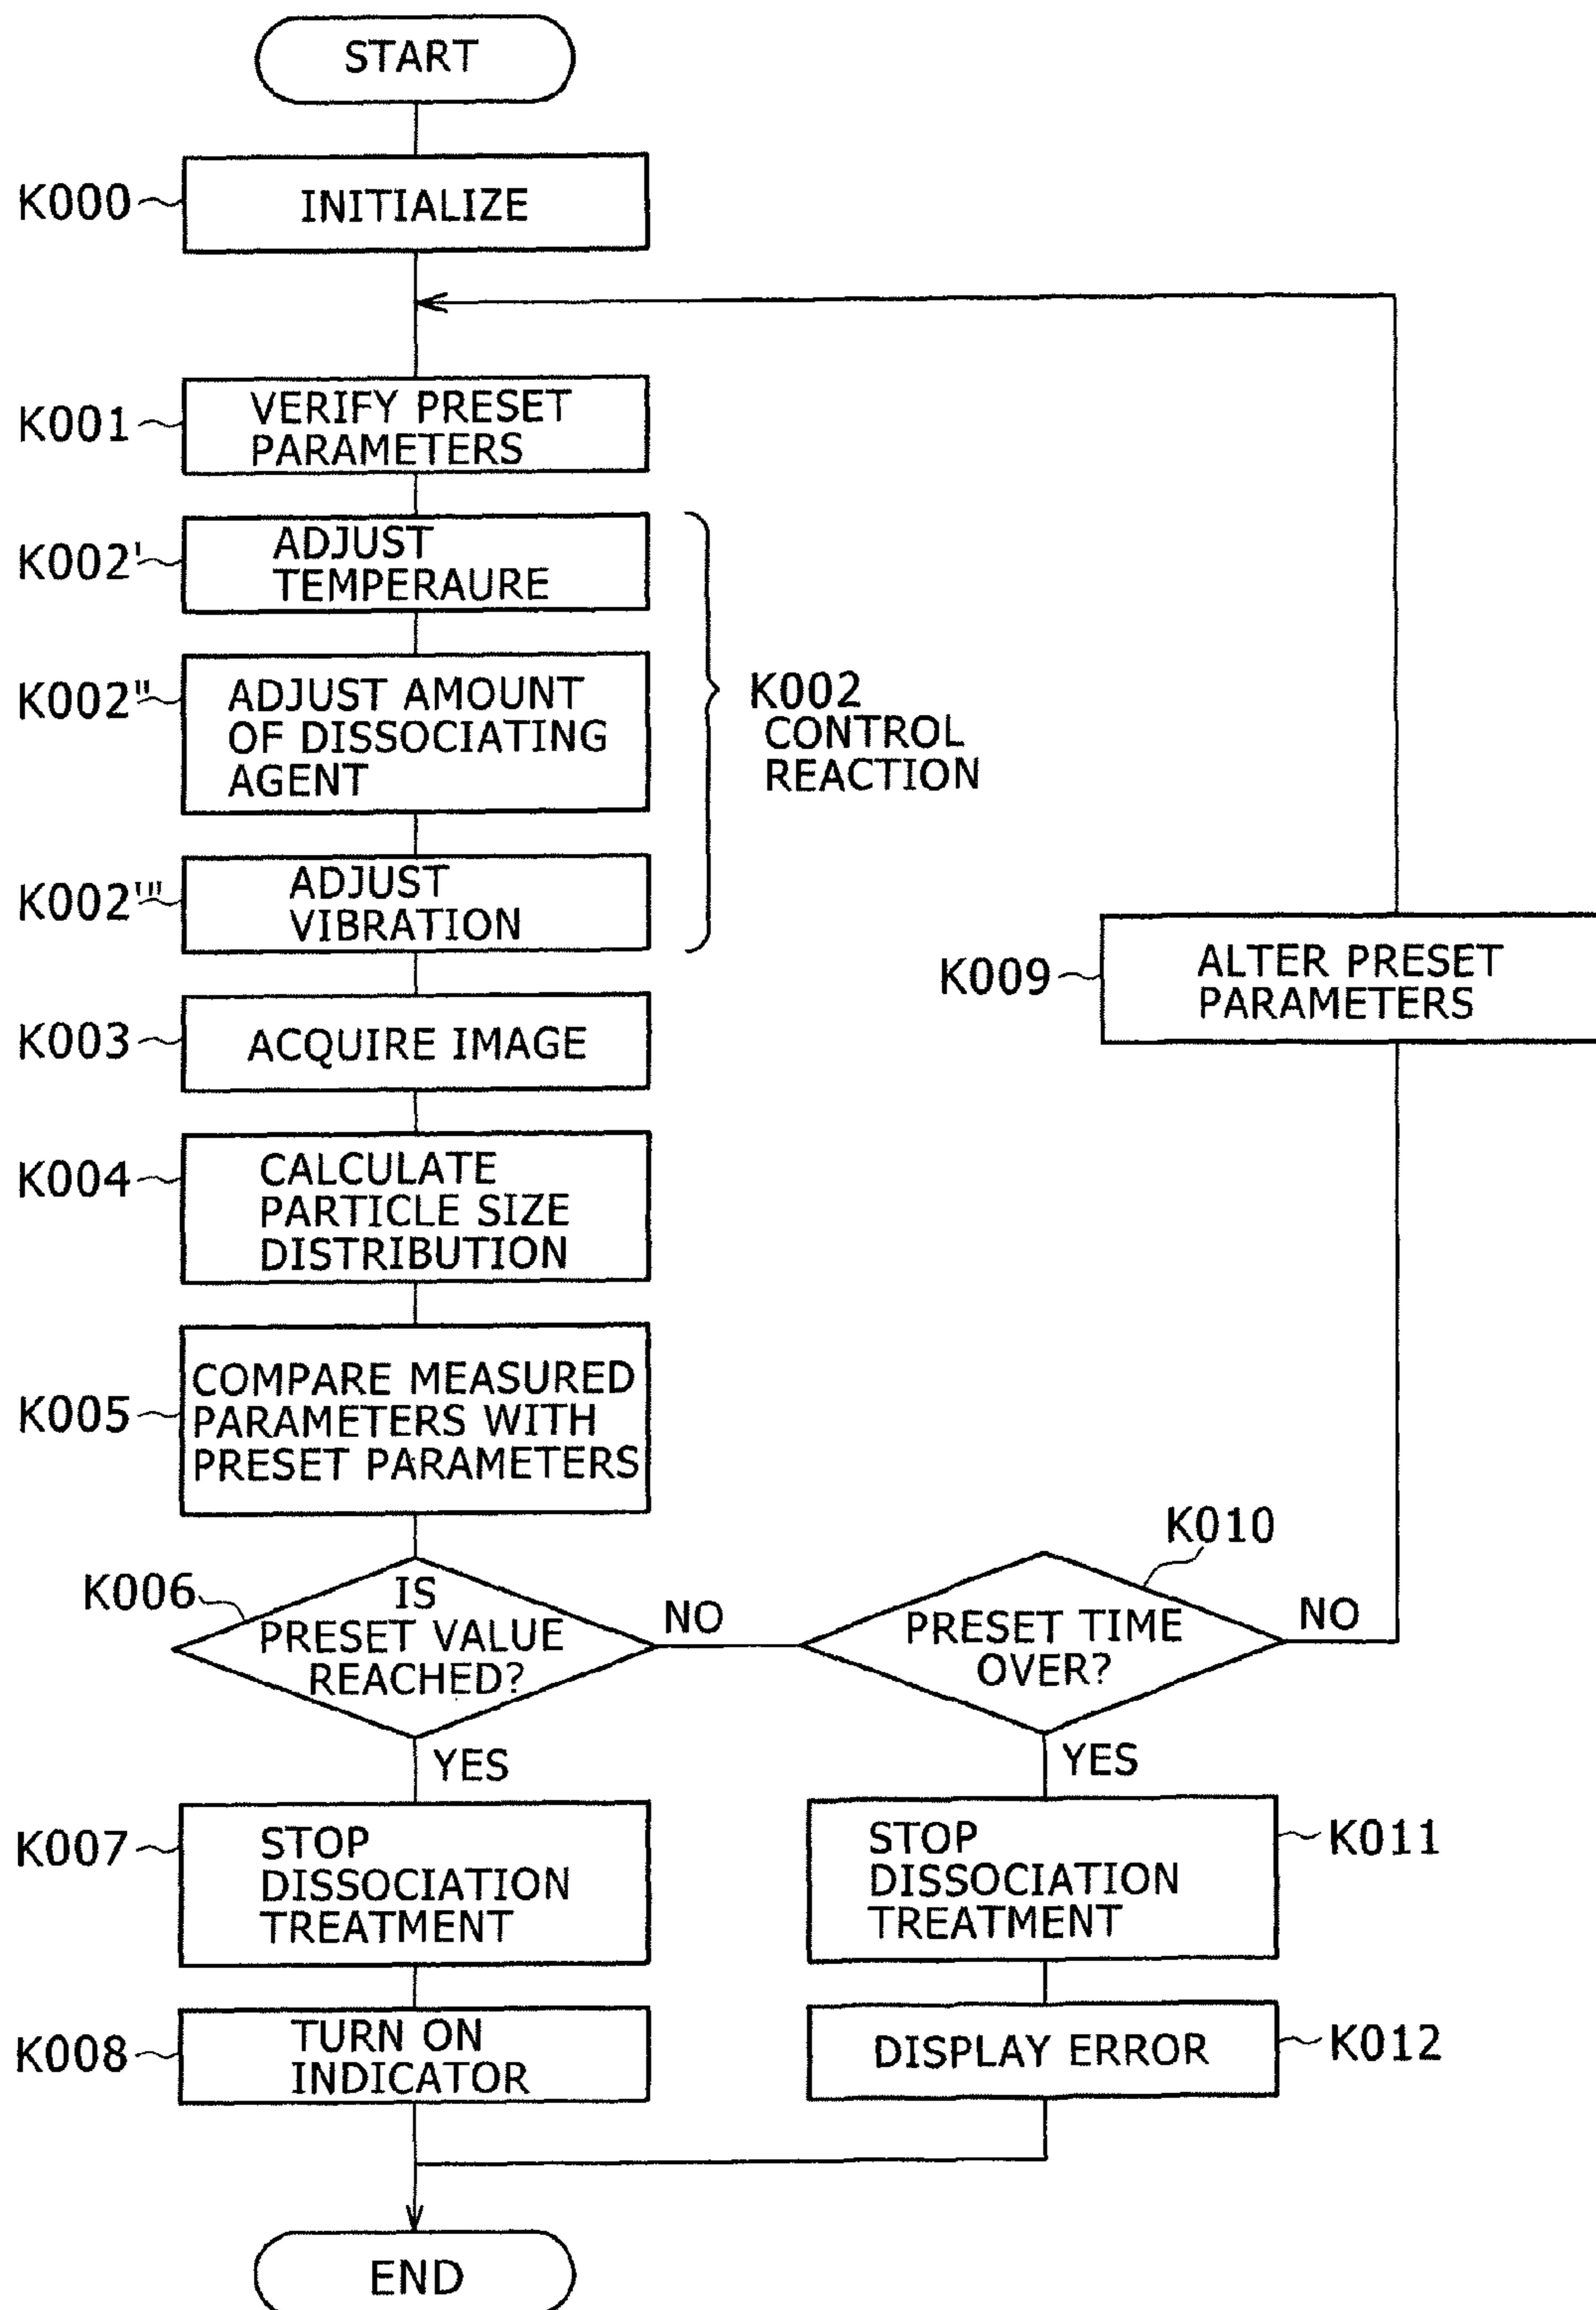 START
K000
INITIALIZE
K001
VERIFY PRESET
PARAMETERS
K002'
ADJUST
TEMPERAURE
K002"
ADJUST AMOUNT
OF DISSOCIATING
AGENT
K002'"
ADJUST
VIBRATION
K002
CONTROL
REACTION
K003
ACQUIRE IMAGE
K004
CALCULATE
PARTICLE SIZE
DISTRIBUTION
K005
COMPARE MEASURED
PARAMETERS WITH
PRESET PARAMETERS
K006
IS
PRESET VALUE
REACHED?
NO
YES
K010
PRESET TIME
OVER?
NO
YES
K009
ALTER PRESET
PARAMETERS
K007
STOP
DISSOCIATION
TREATMENT
K008
TURN ON
INDICATOR
K011
STOP
DISSOCIATION
TREATMENT
K012
DISPLAY ERROR
END